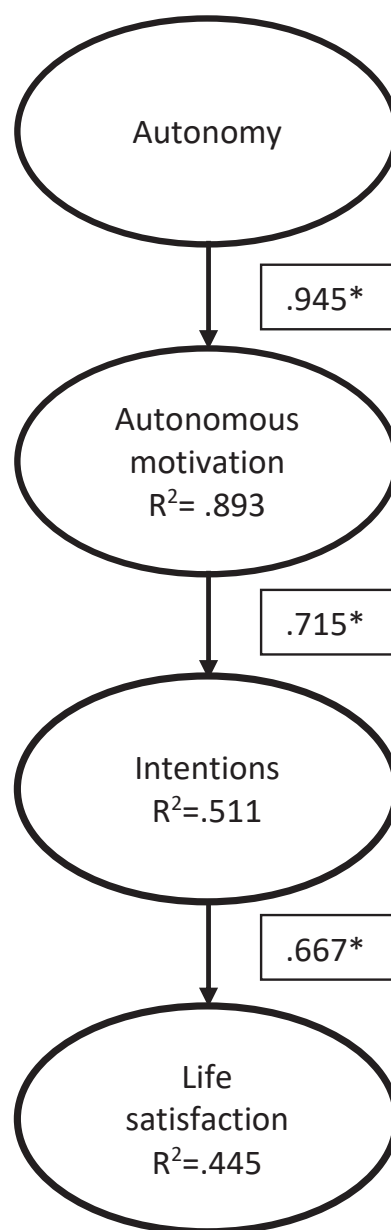 Autonomy
.945*
Autonomous
motivation
R²= .893
.715*
Intentions
R²=.511
.667*
Life
satisfaction
R²=.445